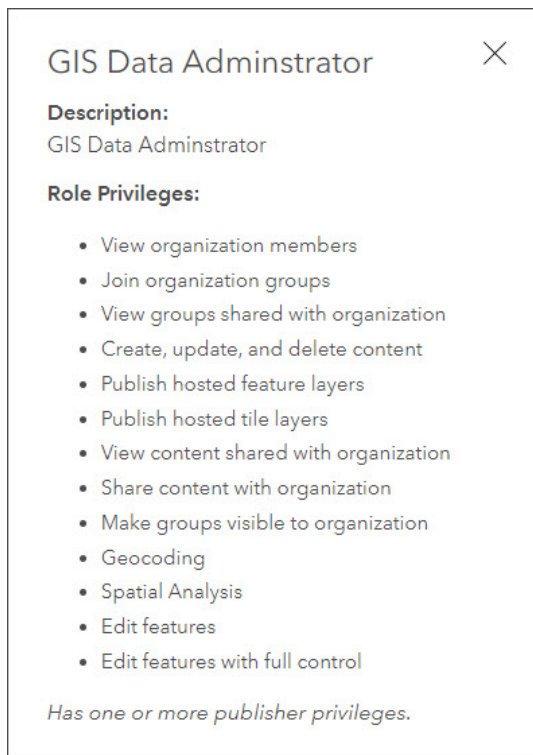 GIS Data Adminstrator
Description:
GIS Data Adminstrator
Role Privileges:
• View organization members
• Join organization groups
• View groups shared with organization
• Create, update, and delete content
• Publish hosted feature layers
• Publish hosted tile layers
• View content shared with organization
• Share content with organization
• Make groups visible to organization
• Geocoding
• Spatial Analysis
• Edit features
• Edit features with full control
Has one or more publisher privileges.